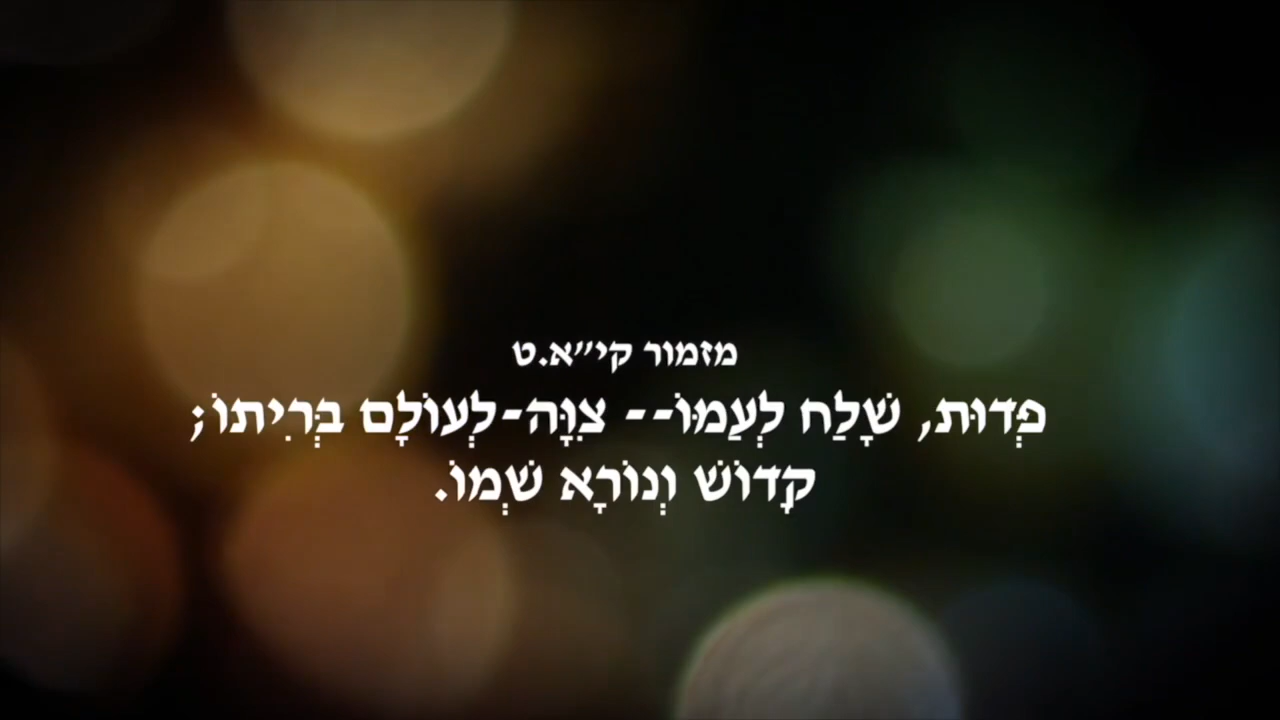 מזמור קי״א.ט
פְּדוּת, שָׁלַח לְעַמּוֹ-- צִוָּה-לְעוֹלָם בְּרִיתוֹ;
קָדוֹשׁ וְנוֹרָא שְׁמוֹ.